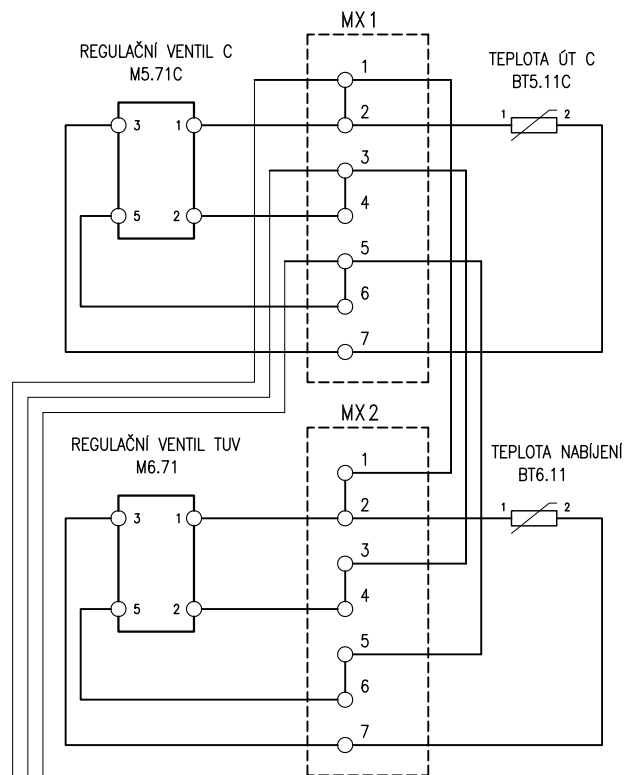 MX1
REGULAČNÍ VENTIL C
M5.71C
3
1
5
2
1
2
3
4
5
6
7
TEPLOTA ÚT C
BT5.11C
1
2
MX2
REGULAČNÍ VENTIL TUV
M6.71
3
1
5
2
1
2
3
4
5
6
7
TEPLOTA NABÍJENÍ
BT6.11
1
2